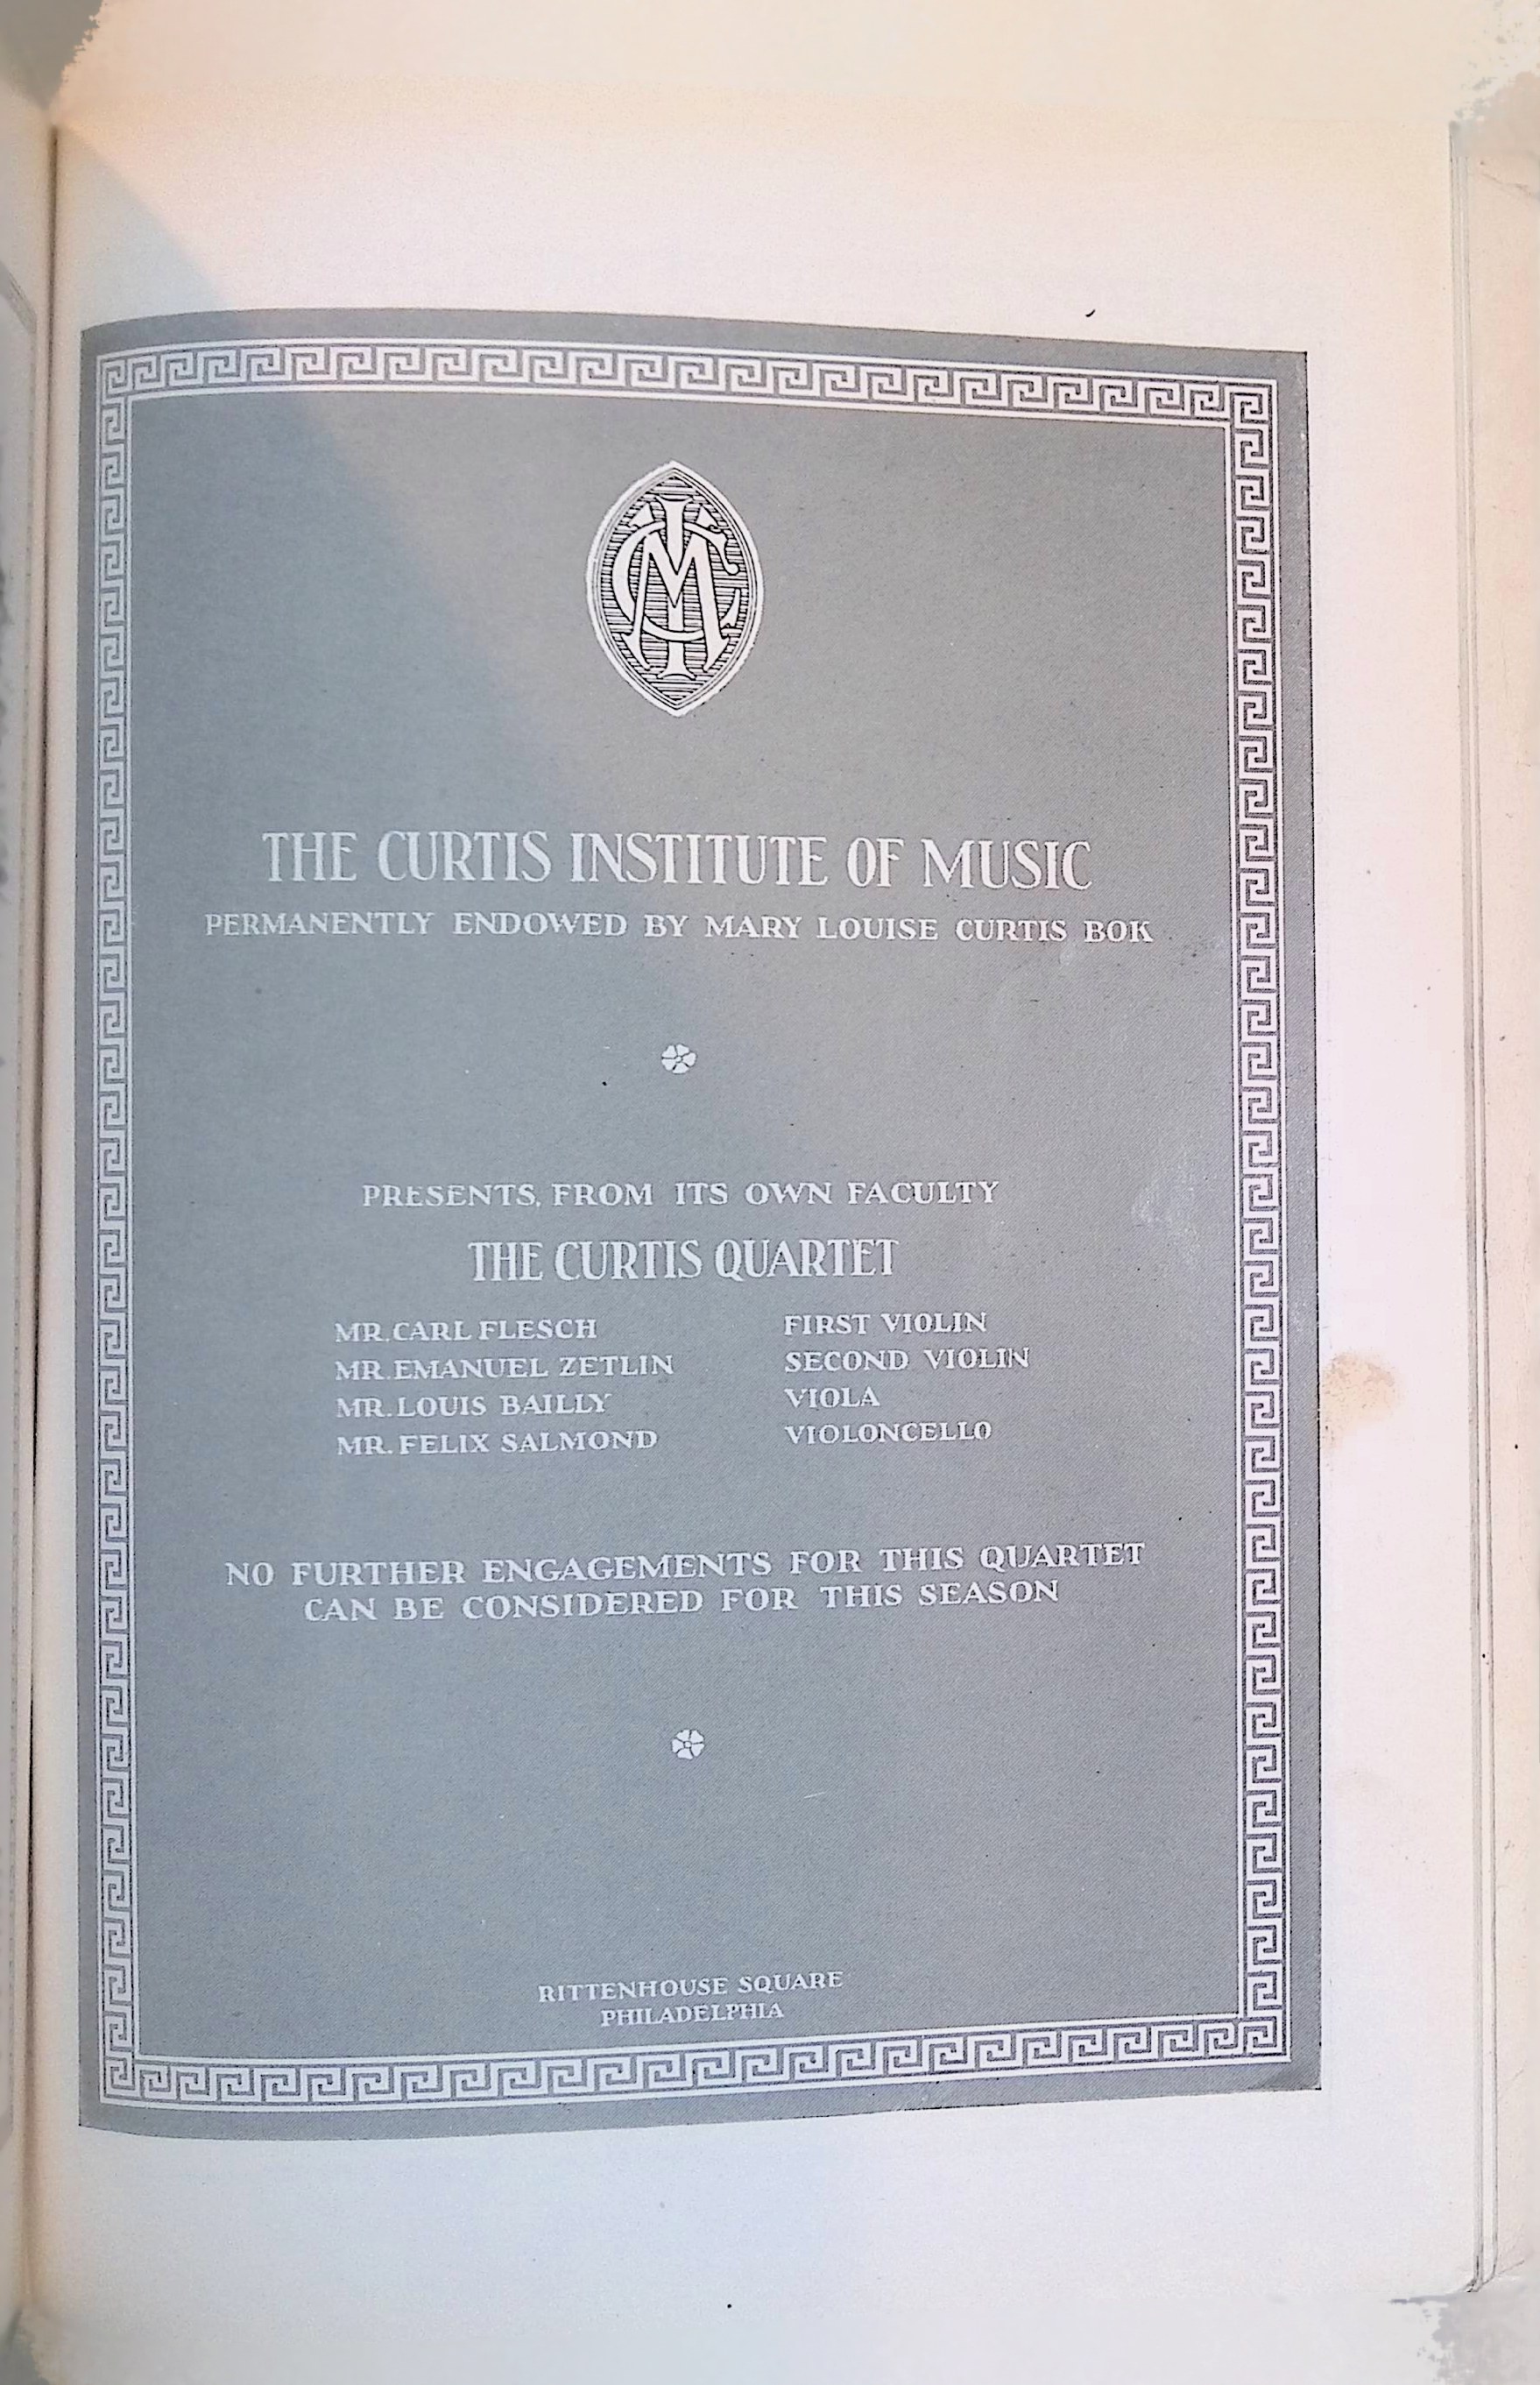 CIM
THE CURTIS INSTITUTE OF MUSIC
PERMANENTLY ENDOWED BY MARY LOUISE CURTIS BOK
PRESENTS, FROM ITS OWN FACULTY
THE CURTIS QUARTET
MR. CARL FLESCH FIRST VIOLIN
MR. EMANUEL ZETLIN SECOND VIOLIN
MR. LOUIS BAILLY VIOLA
MR. FELIX SALMOND VIOLONCELLO
NO FURTHER ENGAGEMENTS FOR THIS QUARTET
CAN BE CONSIDERED FOR THIS SEASON
RITTENHOUSE SQUARE
PHILADELPHIA